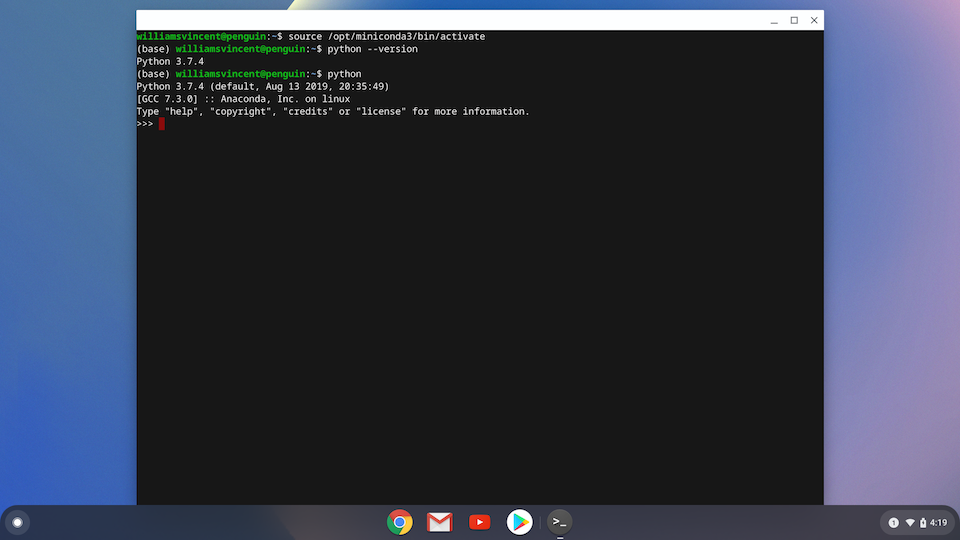 williamsvincent@penguin:~$ source /opt/miniconda3/bin/activate
(base) williamsvincent@penguin:~$ python --version
Python 3.7.4
(base) williamsvincent@penguin:~$ python
Python 3.7.4 (default, Aug 13 2019, 20:35:49)
[GCC 7.3.0] :: Anaconda, Inc. on linux
Type "help", "copyright", "credits" or "license" for more information.
>>>
>_
1 4:19